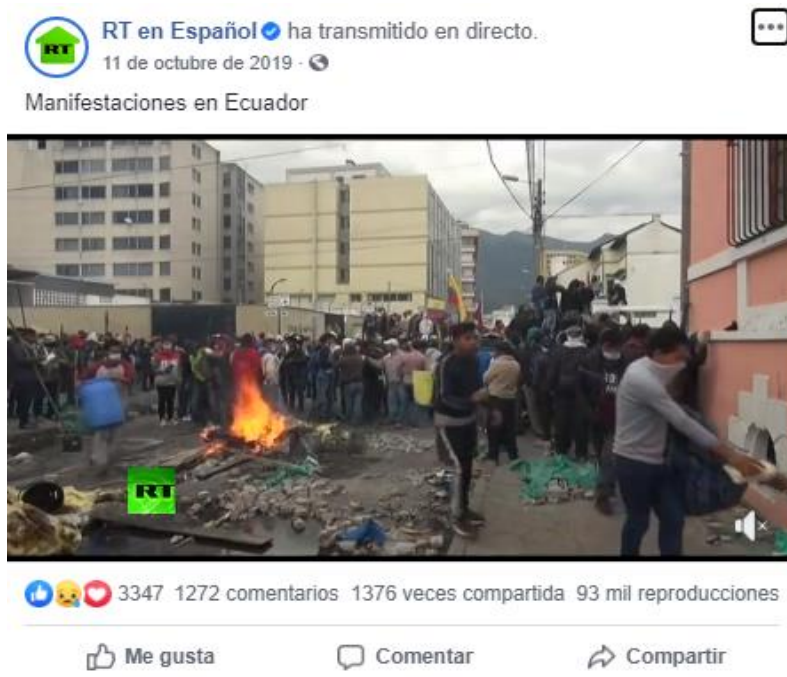 RT
RT en Español ha transmitido en directo.
11 de octubre de 2019 ·
Manifestaciones en Ecuador
RT
3347 1272 comentarios 1376 veces compartida 93 mil reproducciones
Me gusta Comentar Compartir